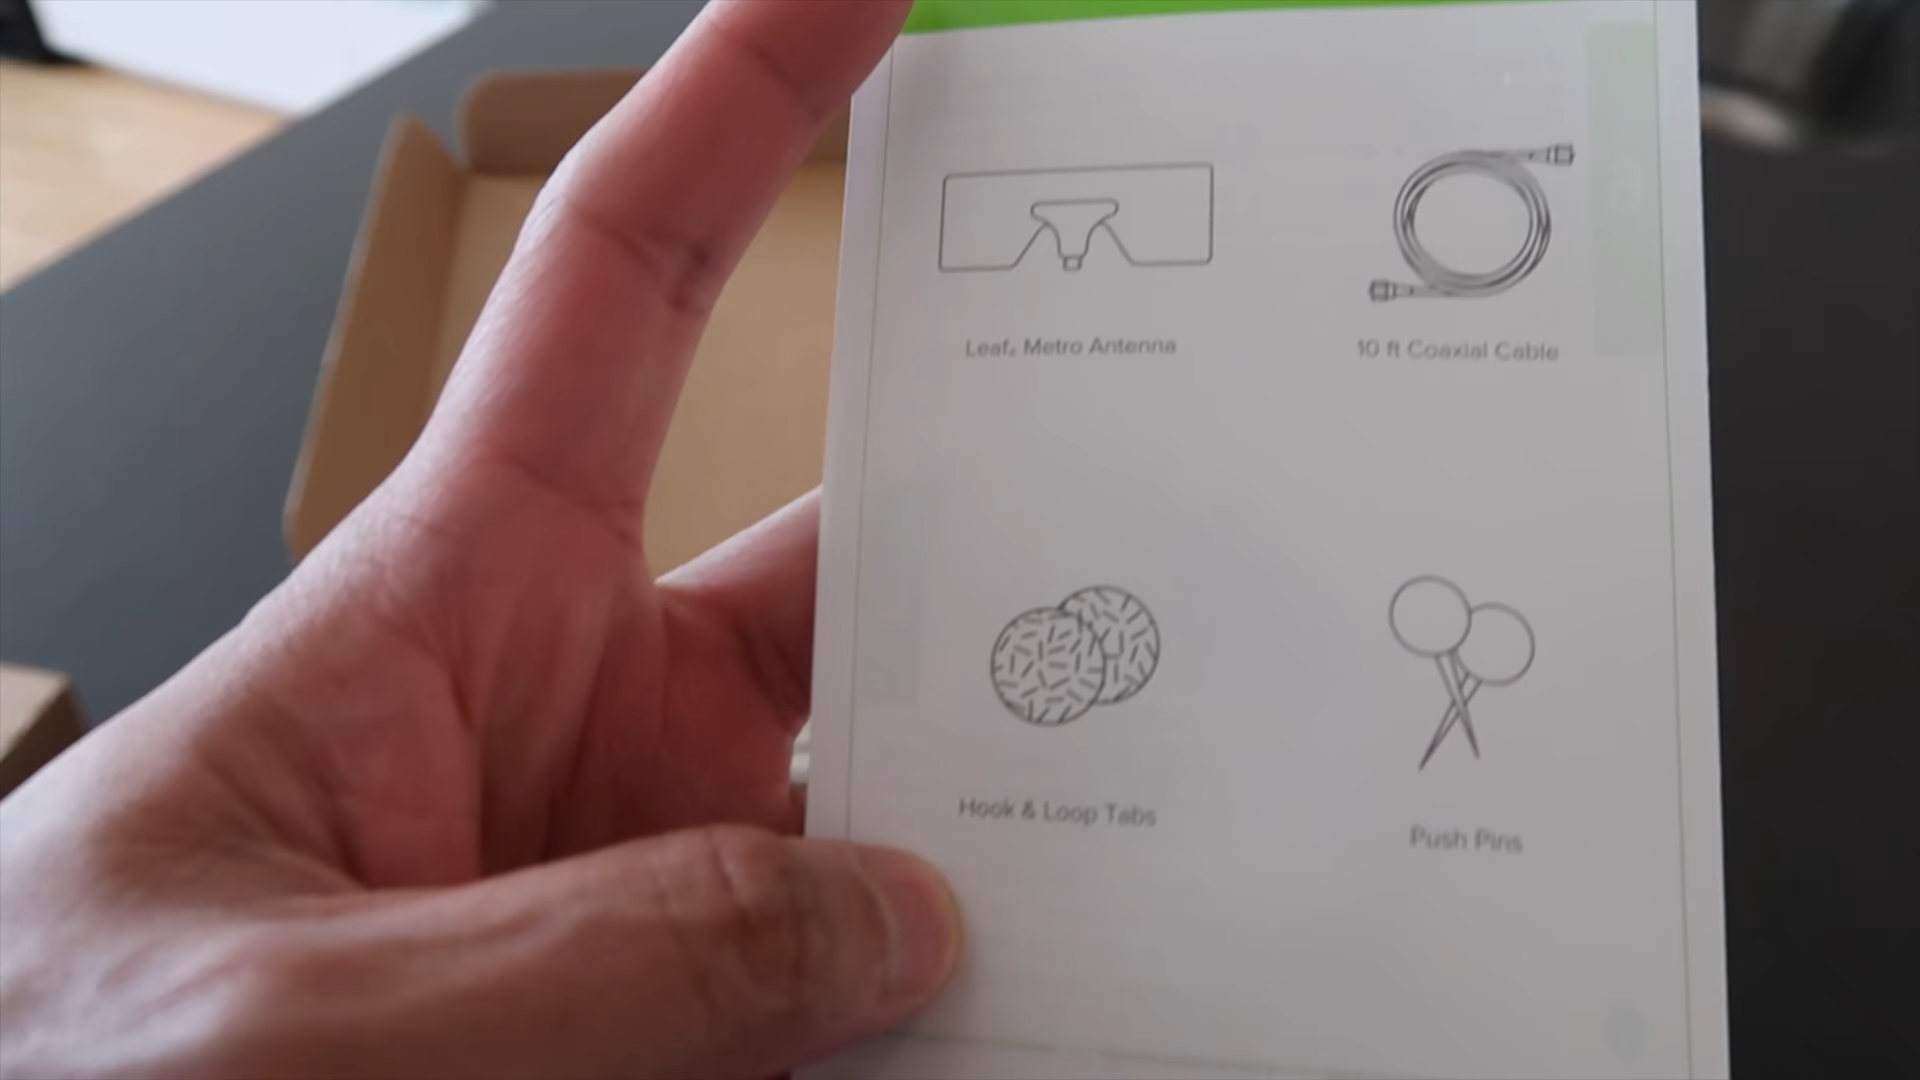 Leaf. Metro Antenna
10 ft Coaxial Cable
Hook & Loop Tabs
Push Pins